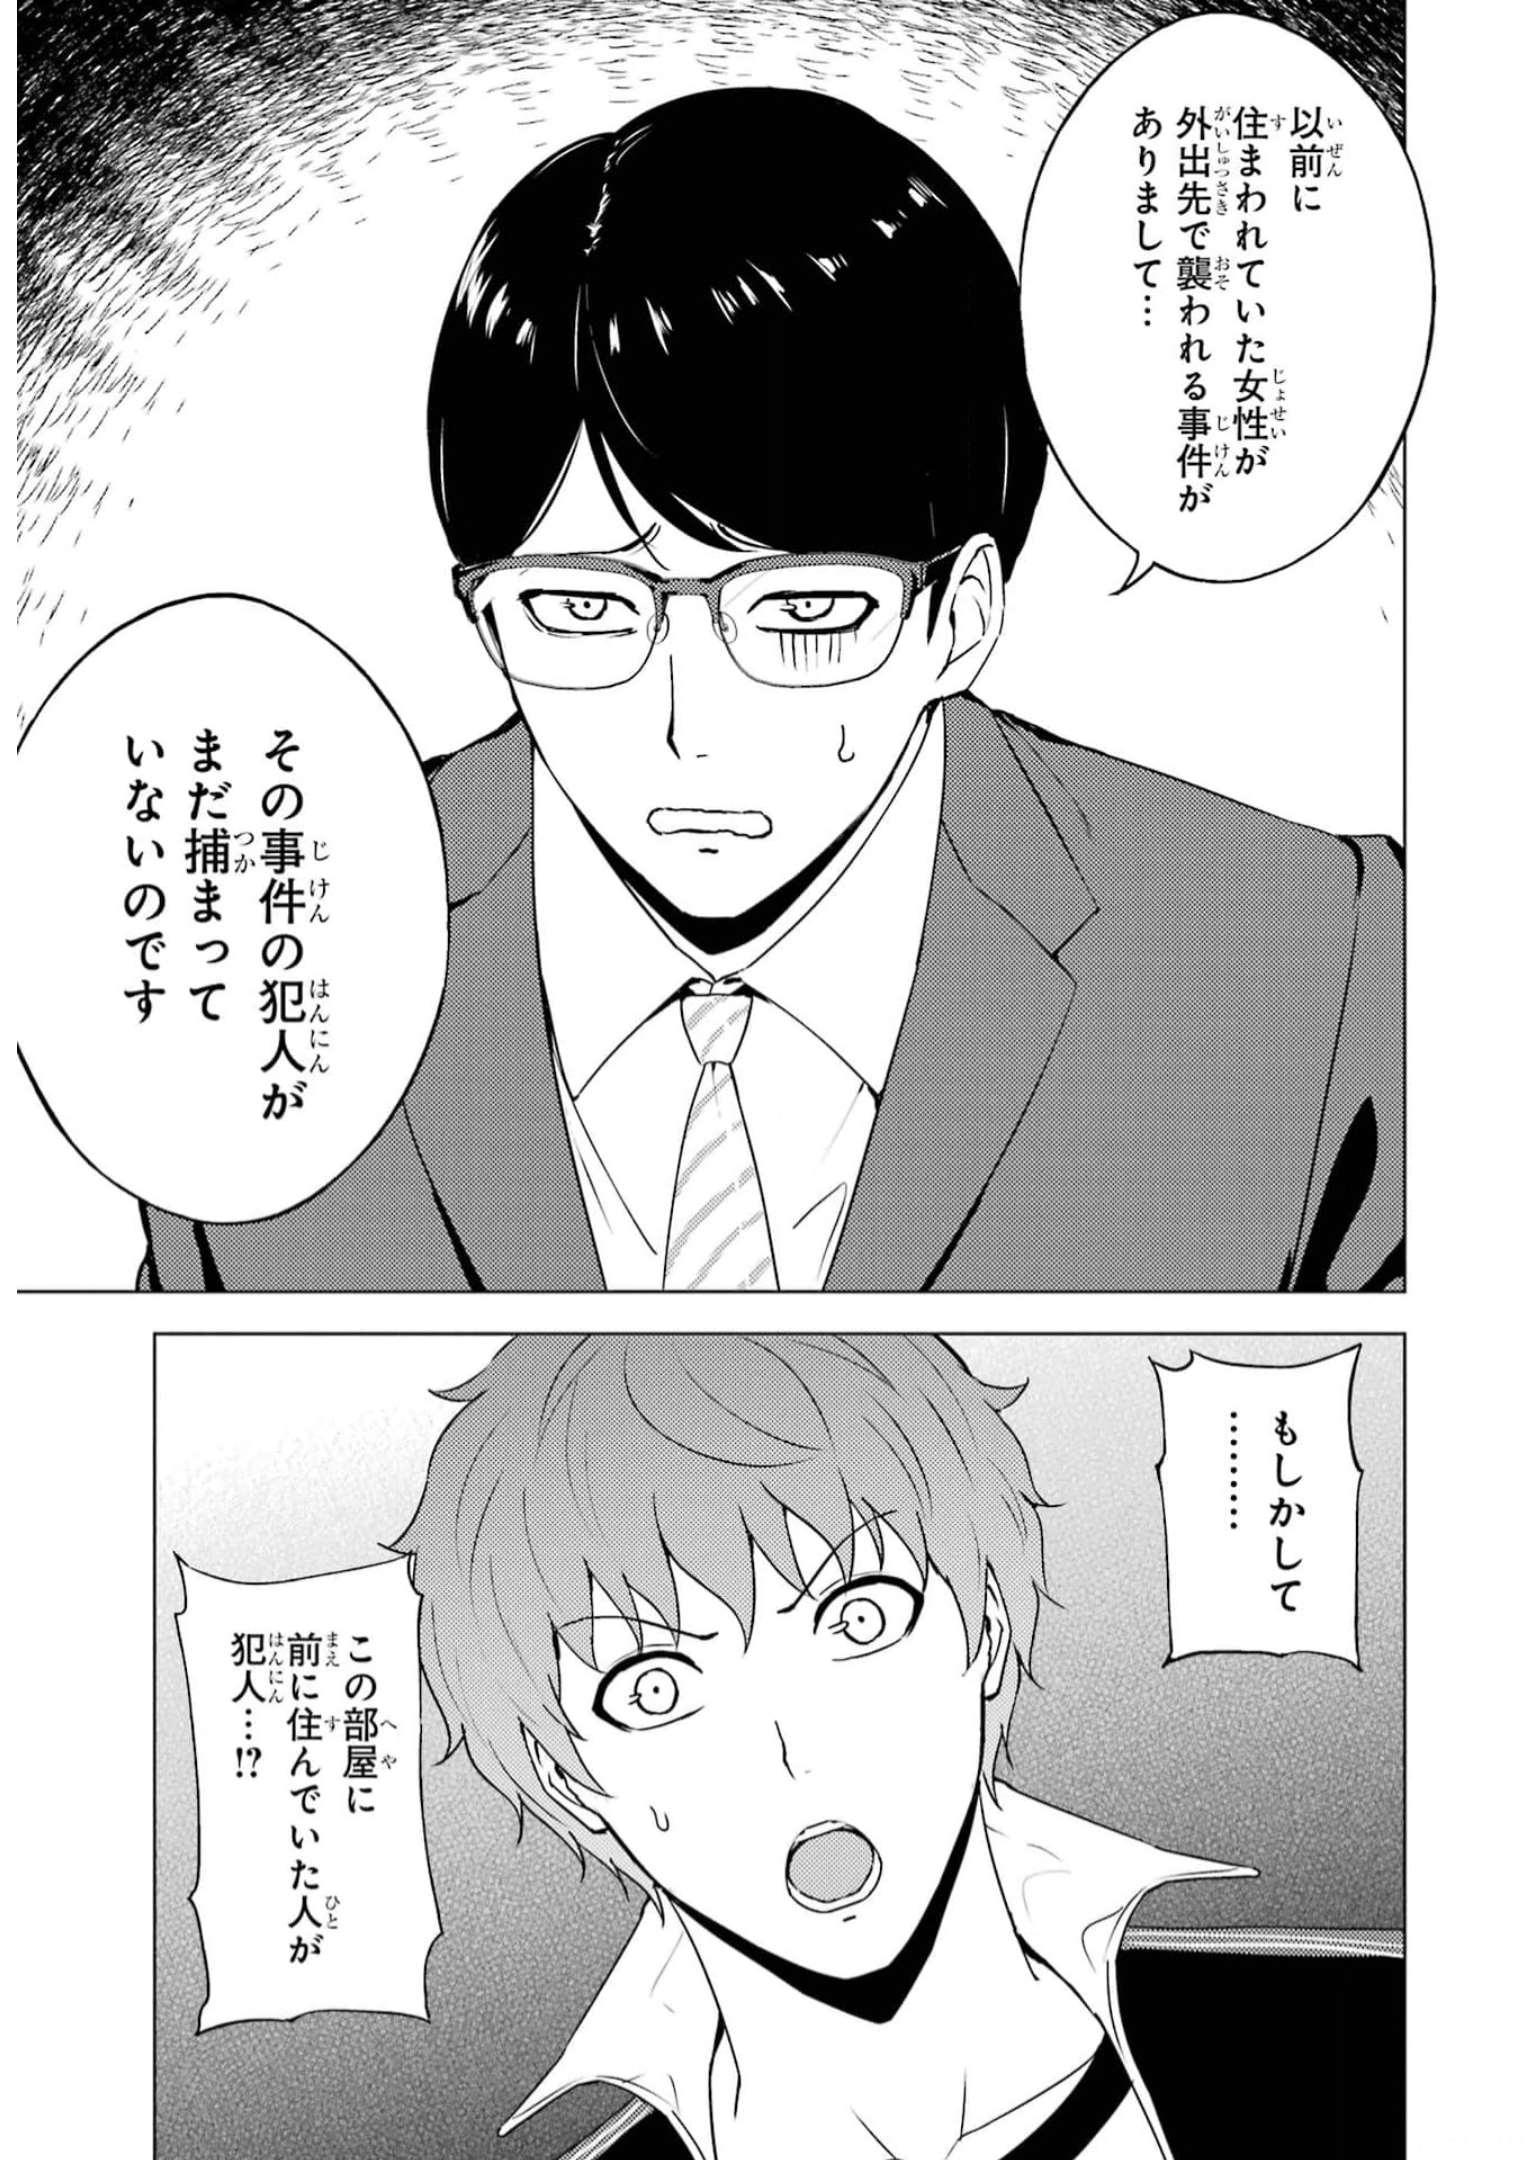 以前に
住まわれていた女性が
外出先で襲われる事件が
ありまして…
その事件の犯人が
まだ捕まって
いないのです
もしかして
………
この部屋に
前に住んでいた人が
犯人…!?